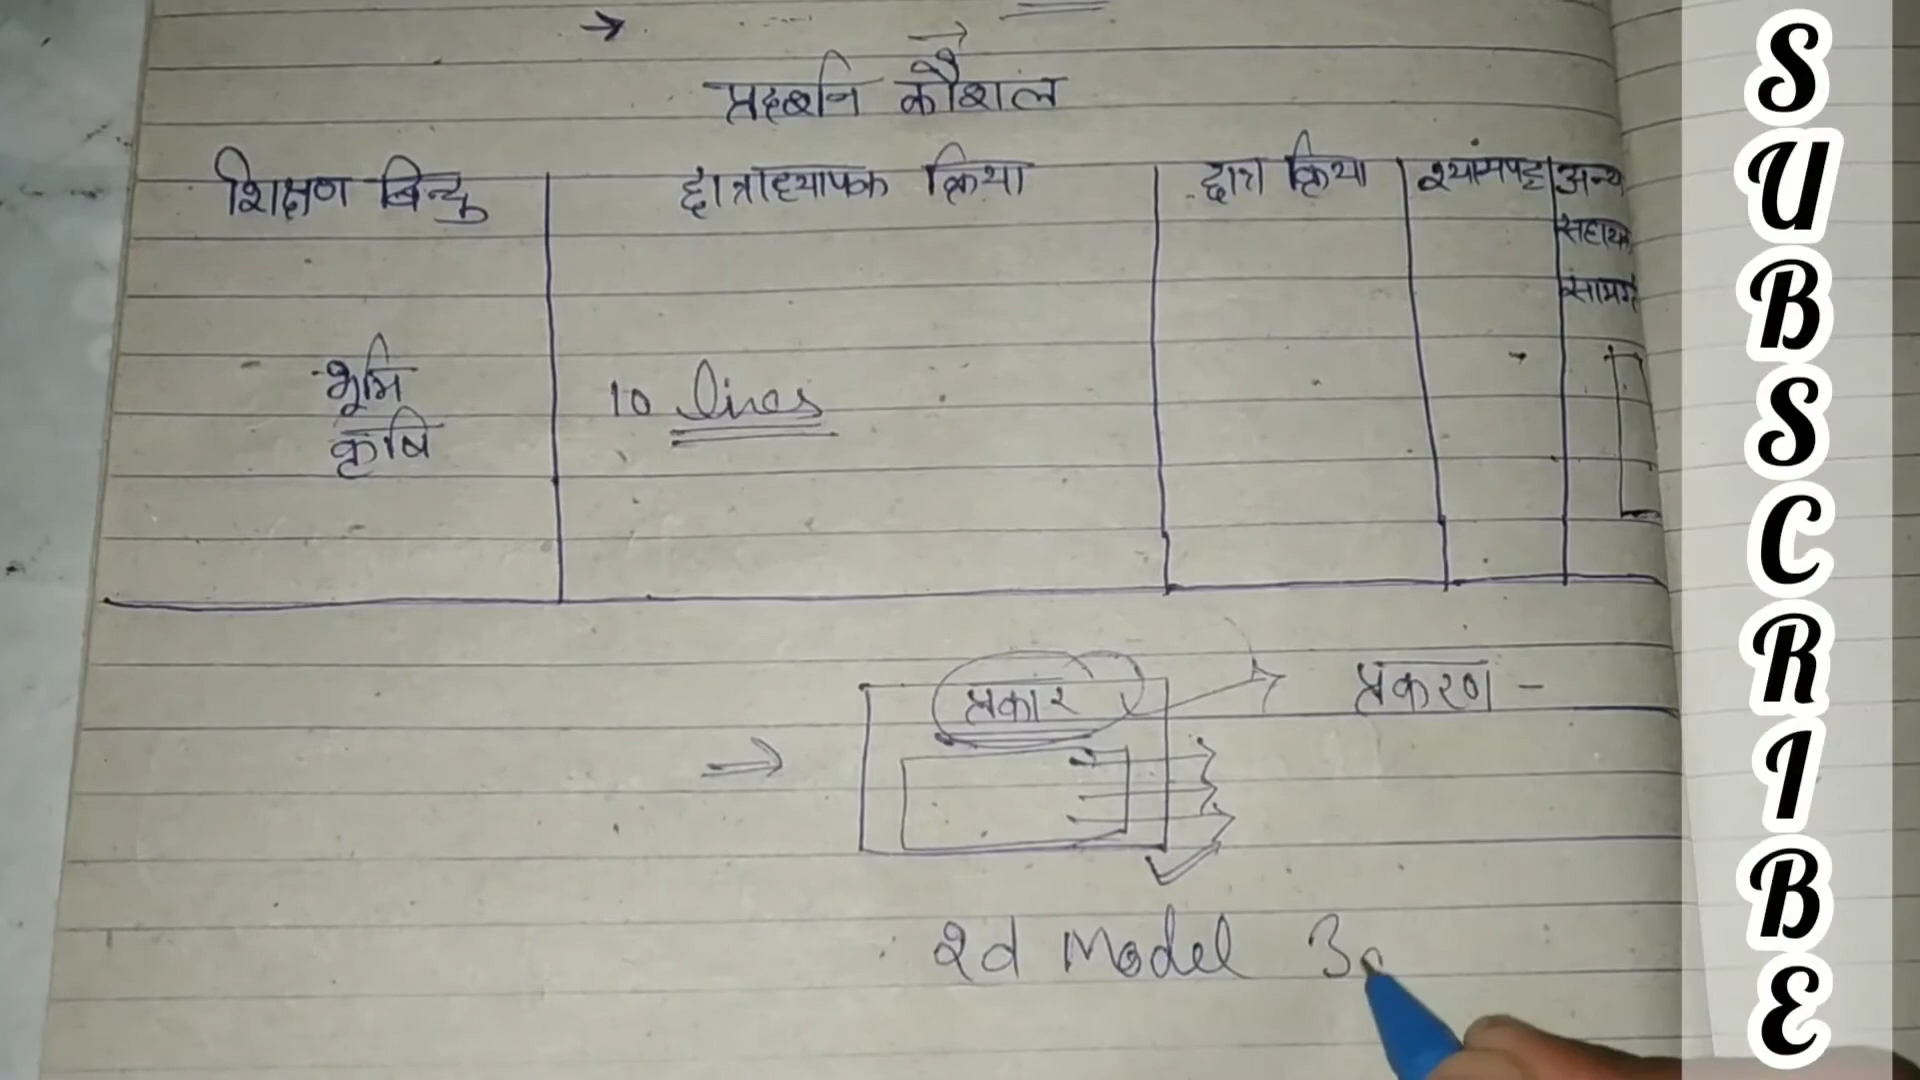 प्रदर्शन कौशल
शिक्षण बिन्दु छात्राध्यापक क्रिया छात्र क्रिया श्यामपट्ट अन्य
सहायक
सामग्री
भूमि
कृषि
10 lines
प्रकार
प्रकरण -
2d Model 3d
SUBSCRIBE